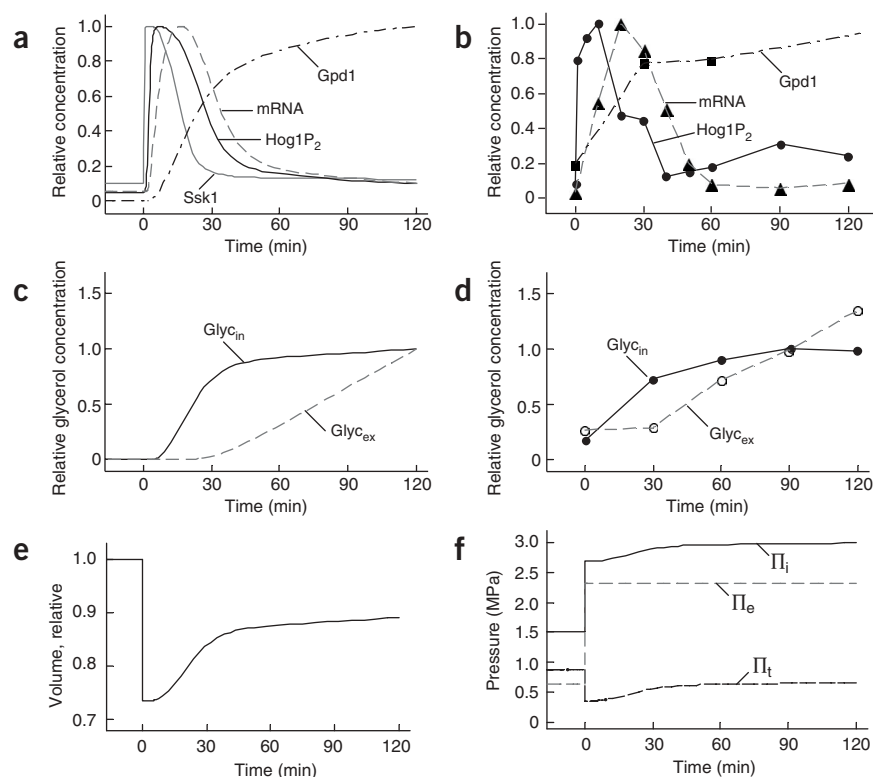 a
Relative concentration
1.0
0.8
0.6
0.4
0.2
0
Gpd1
mRNA
Hog1P2
Ssk1
0 30 60 90 120
Time (min)
b
Relative concentration
1.0
0.8
0.6
0.4
0.2
0
Gpd1
mRNA
Hog1P2
0 30 60 90 120
Time (min)
c
Relative glycerol concentration
1.5
1.0
0.5
0
Glycin
Glycex
0 30 60 90 120
Time (min)
d
Relative glycerol concentration
1.5
1.0
0.5
0
Glycin
Glycex
0 30 60 90 120
Time (min)
e
Volume, relative
1.0
0.9
0.8
0.7
0 30 60 90 120
Time (min)
f
Pressure (MPa)
3.0
2.5
2.0
1.5
1.0
0.5
0
Πi
Πe
Πt
0 30 60 90 120
Time (min)